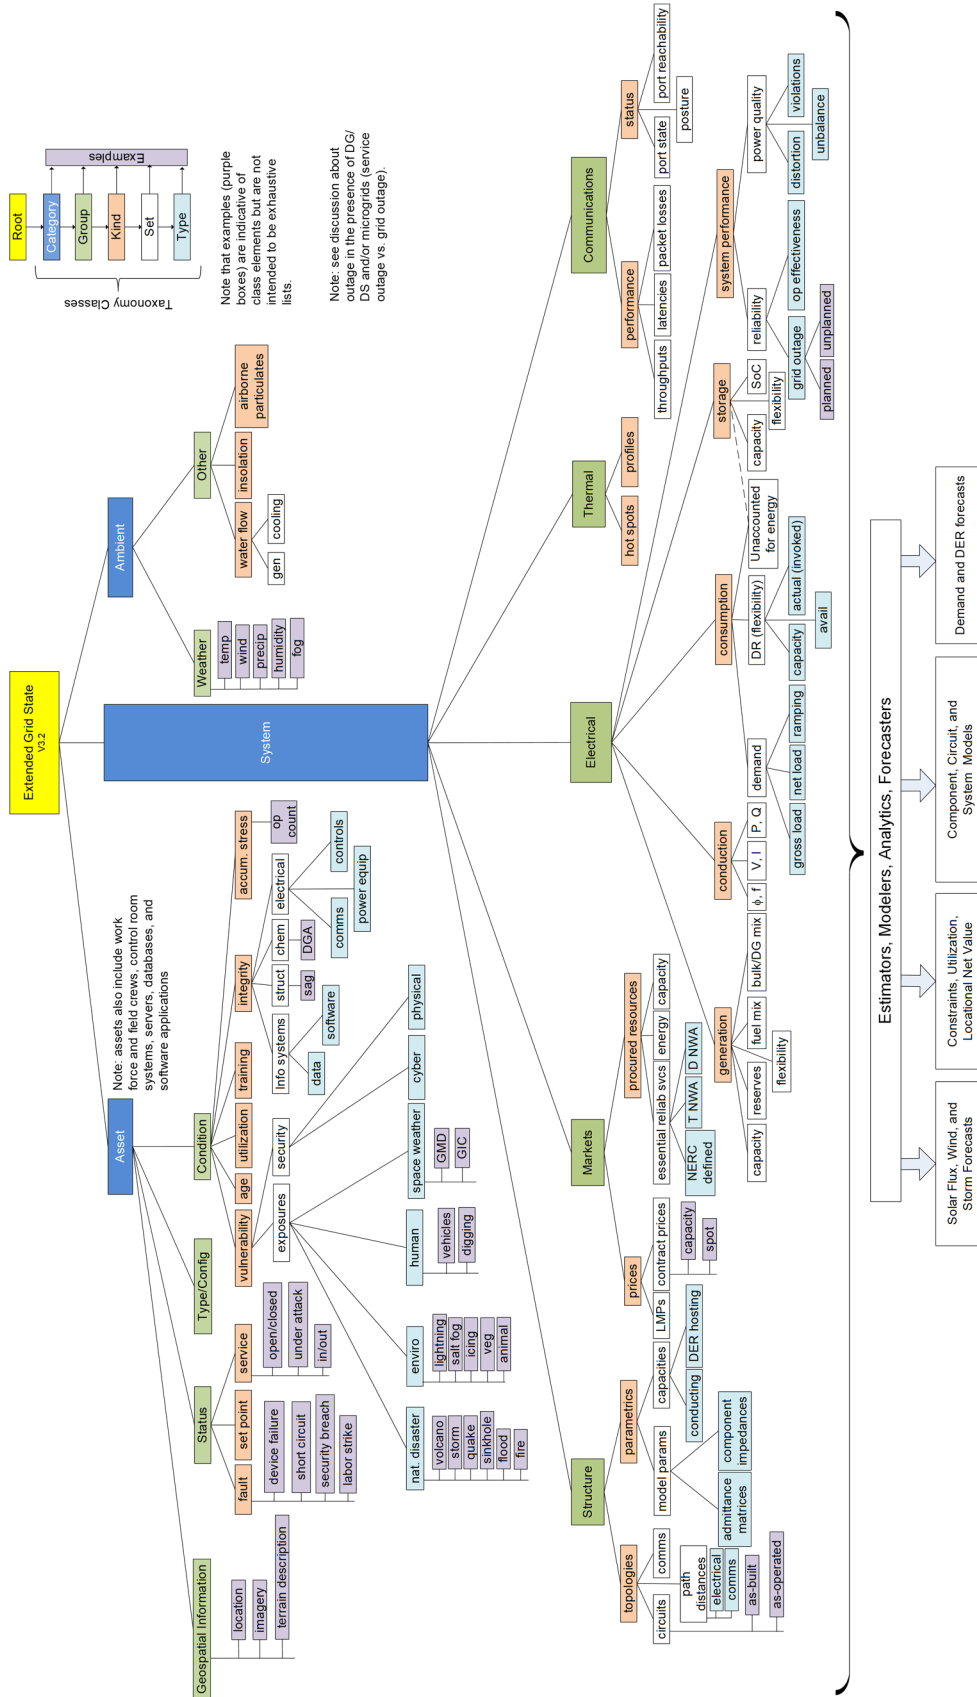 Extended Grid State
V3.2
Root
Category
Group
Kind
Set
Type
Examples
Taxonomy Classes
Note that examples (purple
boxes) are indicative of
class elements but are not
intended to be exhaustive
lists.
Note: see discussion about
outage in the presence of DG/
DS and/or microgrids (service
outage vs. grid outage).
Note: assets also include work
force and field crews, control room
systems, servers, databases, and
software applications
Asset
System
Ambient
Geospatial Information
location
imagery
terrain description
Status
fault
device failure
short circuit
security breach
labor strike
set point
service
open/closed
under attack
in/out
Type/Config
Condition
vulnerability
age
utilization
training
integrity
accum. stress
op
count
exposures
security
Info systems
data
software
struct
sag
chem
DGA
electrical
comms
power equip
controls
nat. disaster
volcano
storm
quake
sinkhole
flood
fire
enviro
lightning
salt fog
icing
veg
animal
human
vehicles
digging
space weather
GMD
GIC
cyber
physical
Weather
temp
wind
precip
humidity
fog
Other
water flow
gen
cooling
insolation
airborne
particulates
Structure
topologies
circuits
path
distances
electrical
comms
as-built
as-operated
comms
parametrics
model params
admittance
matrices
component
impedances
capacities
conducting
DER hosting
Markets
prices
LMPs
contract prices
capacity
spot
procured resources
essential reliab svcs
NERC
defined
T NWA
D NWA
energy
capacity
Electrical
generation
capacity
reserves
flexibility
fuel mix
bulk/DG mix
conduction
ϕ, f
V, I
P, Q
consumption
demand
gross load
net load
ramping
DR (flexibility)
capacity
avail
actual (invoked)
Unaccounted
for energy
storage
capacity
flexibility
SoC
system performance
reliability
grid outage
planned
unplanned
op effectiveness
power quality
distortion
unbalance
violations
Thermal
hot spots
profiles
Communications
performance
throughputs
latencies
packet losses
status
port state
posture
port reachability
Estimators, Modelers, Analytics, Forecasters
Solar Flux, Wind, and
Storm Forecasts
Constraints, Utilization,
Locational Net Value
Component, Circuit, and
System Models
Demand and DER forecasts